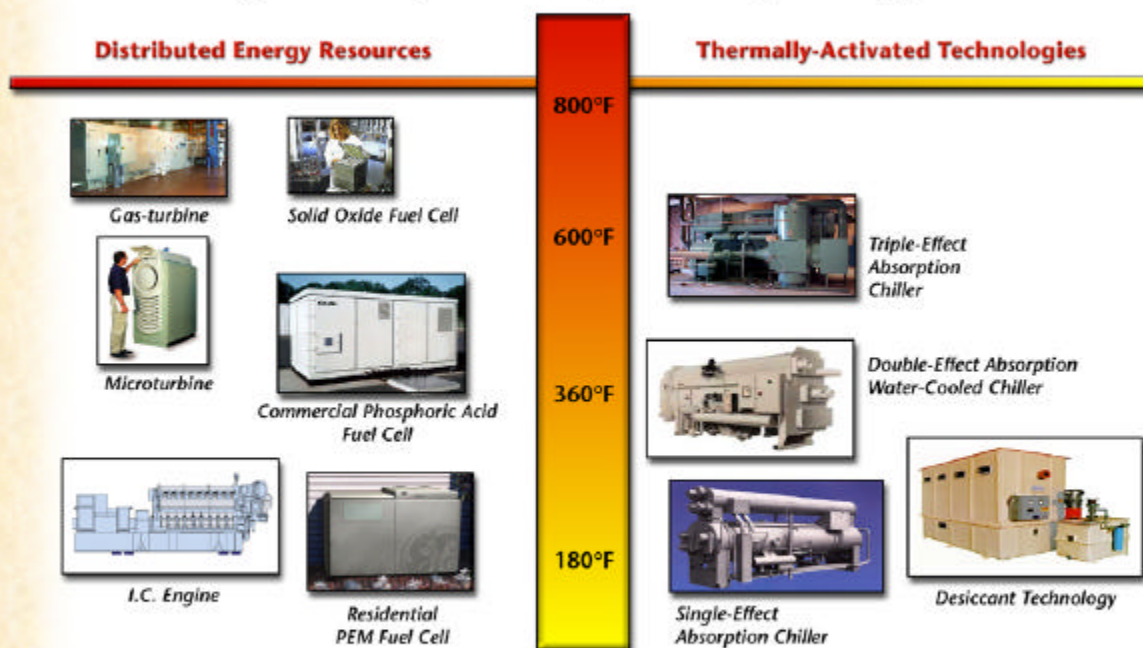 Distributed Energy Resources
Thermally-Activated Technologies
800°F
Gas-turbine
Solid Oxide Fuel Cell
600°F
Triple-Effect
Absorption
Chiller
Microturbine
Commercial Phosphoric Acid
Fuel Cell
360°F
Double-Effect Absorption
Water-Cooled Chiller
I.C. Engine
Residential
PEM Fuel Cell
180°F
Single-Effect
Absorption Chiller
Desiccant Technology